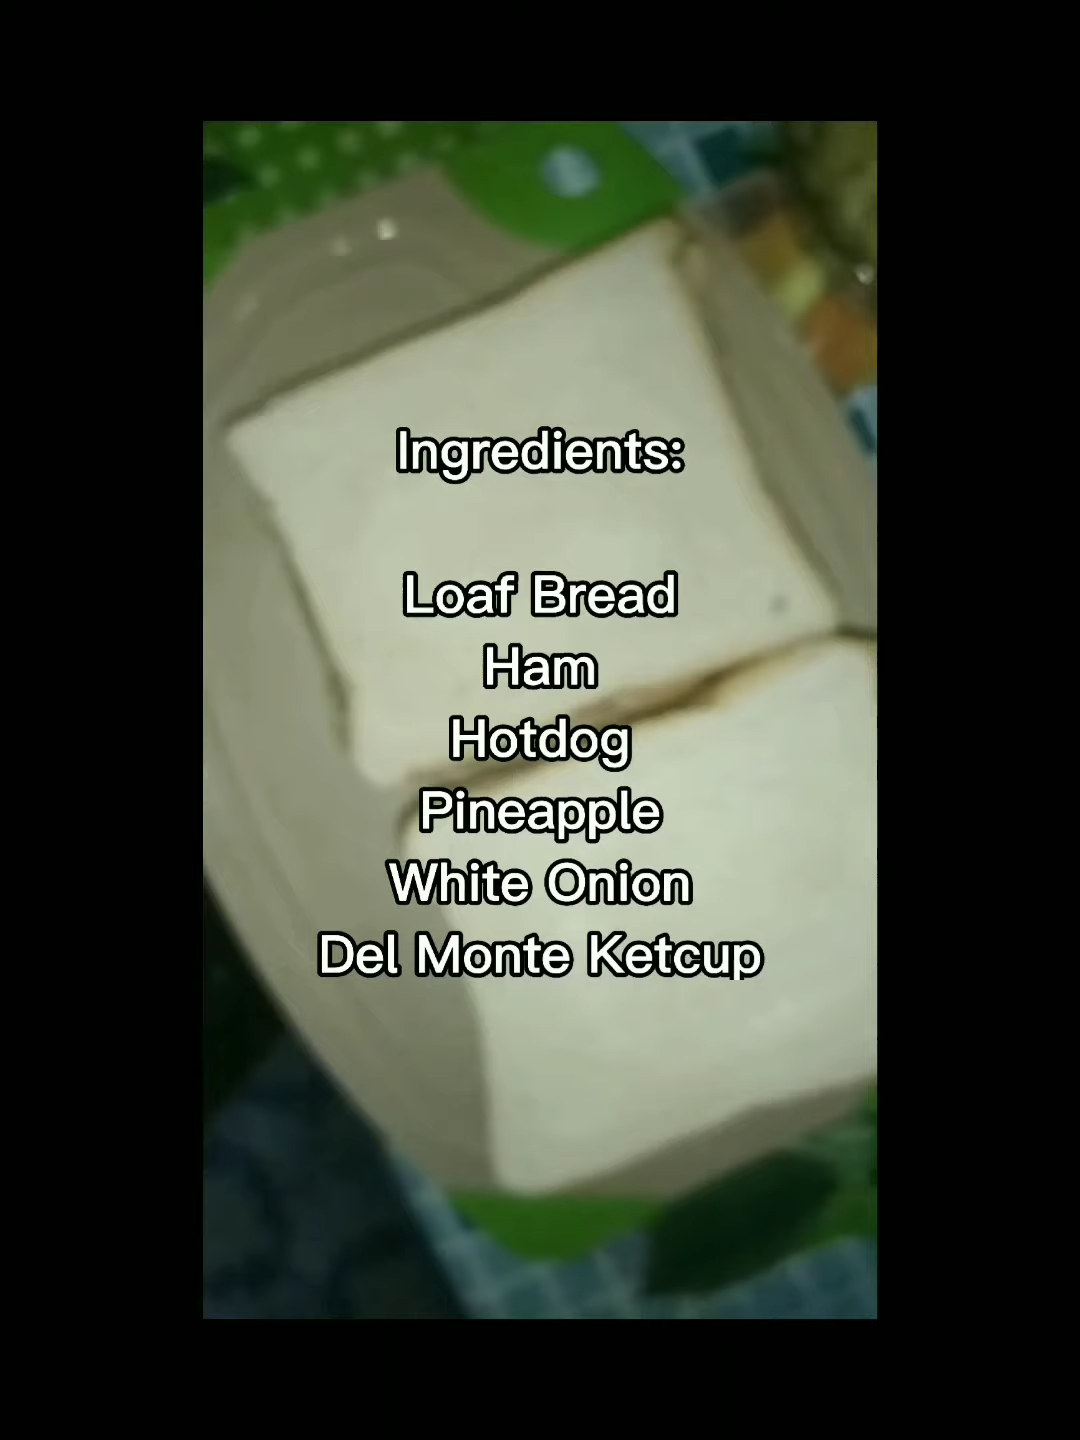 Ingredients:
Loaf Bread
Ham
Hotdog
Pineapple
White Onion
Del Monte Ketcup